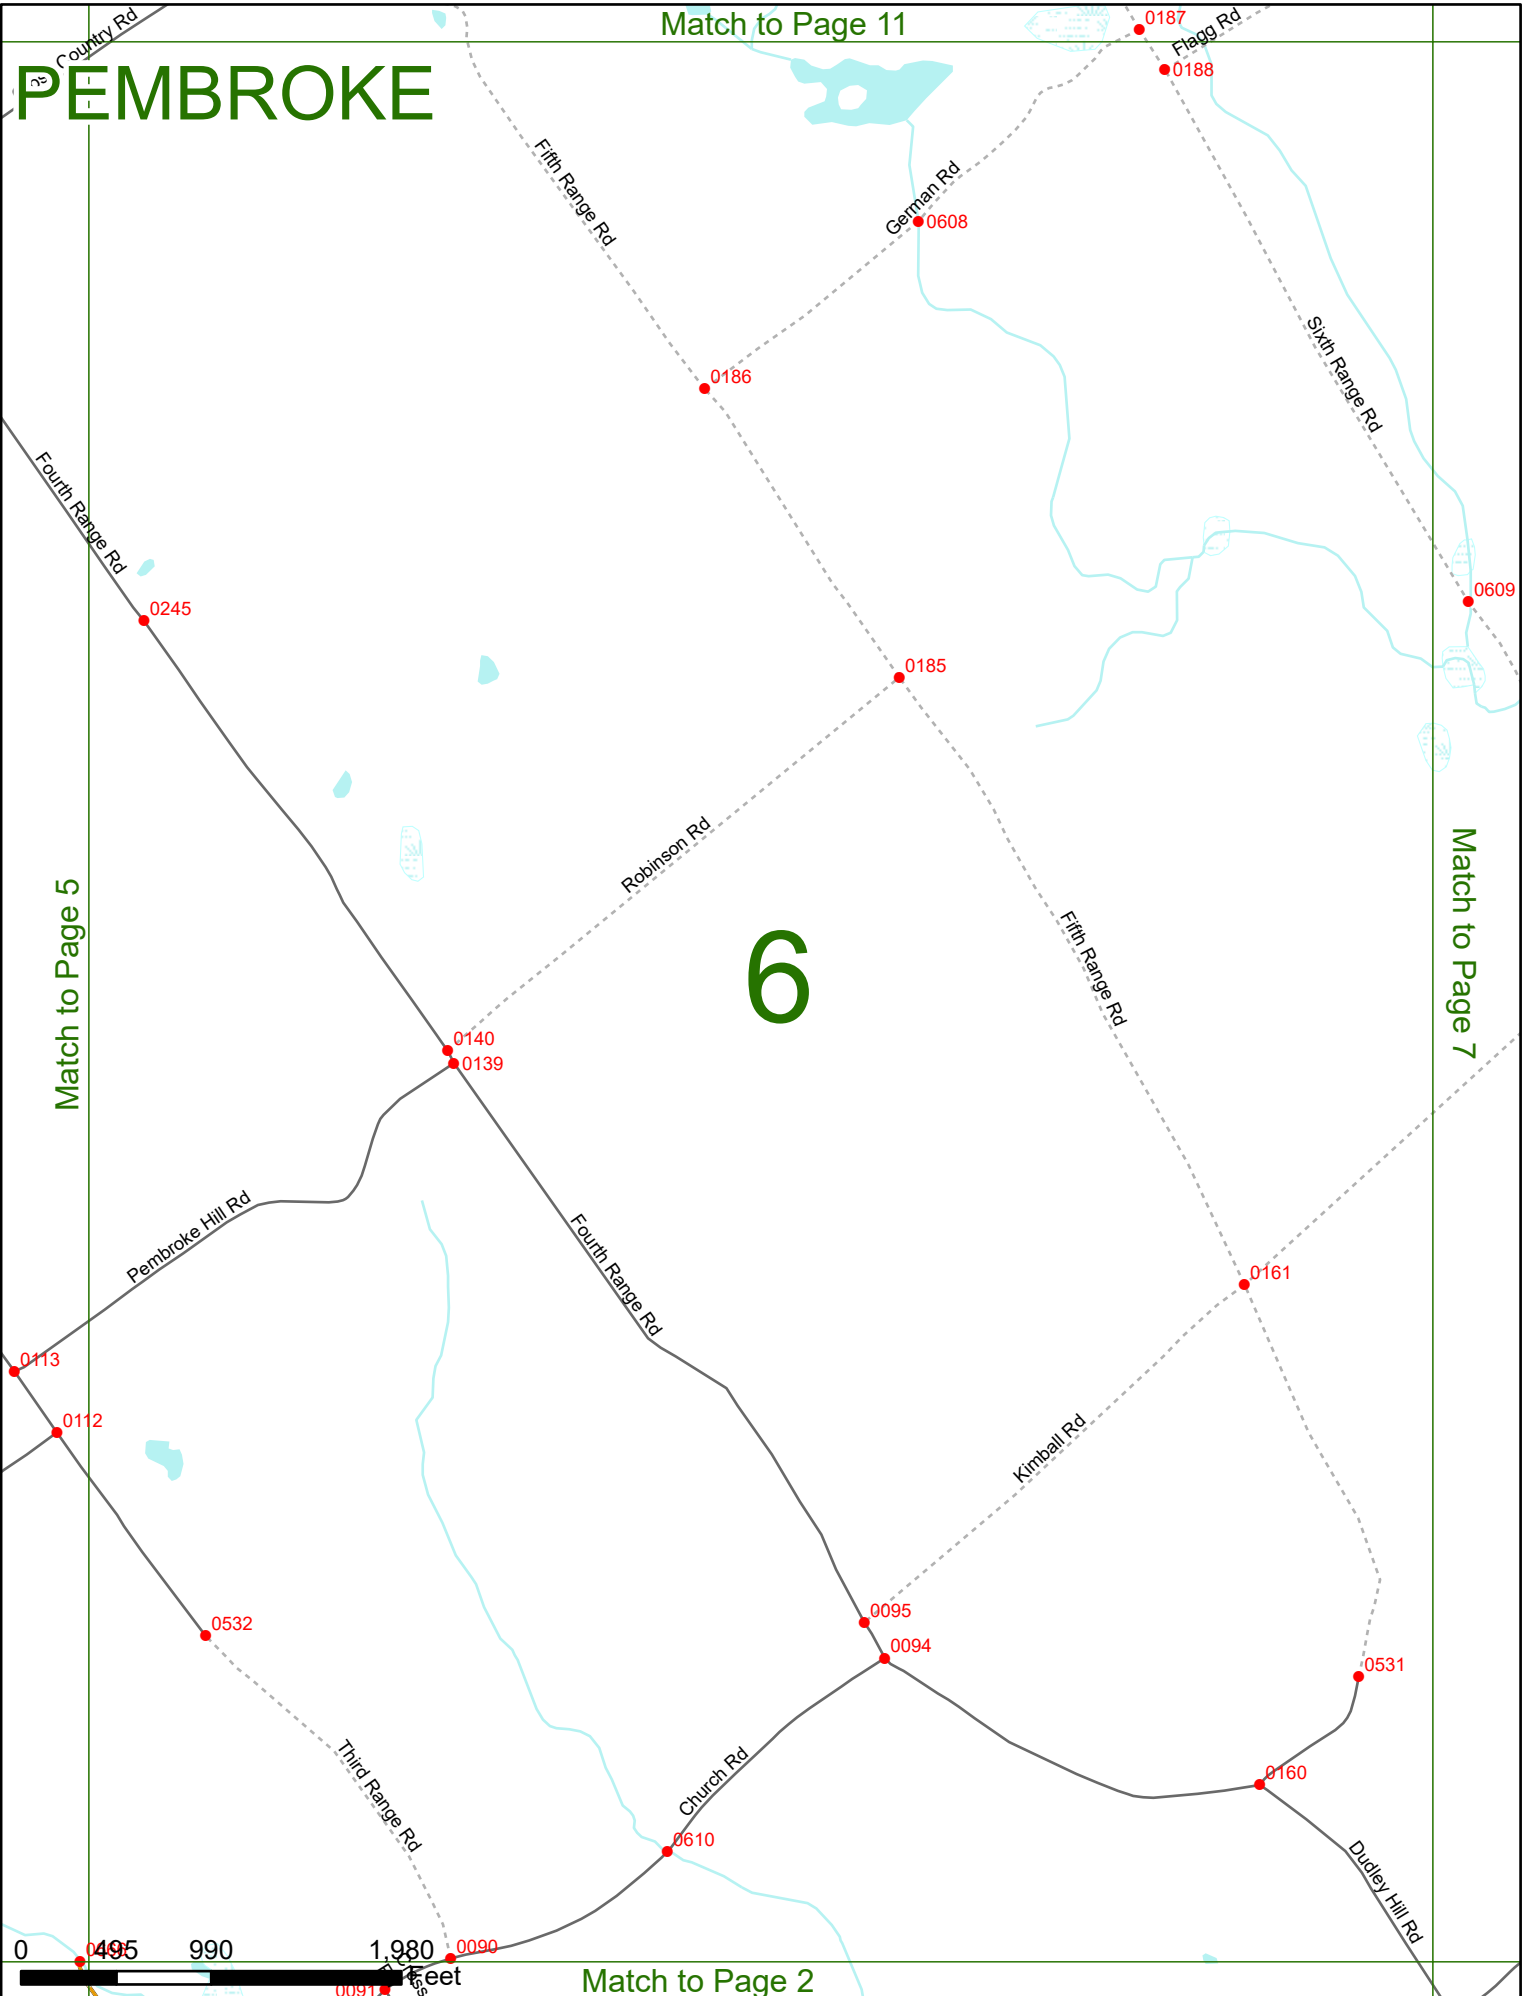 Match to Page 11
Country Rd
PEMBROKE
0187
Flagg Rd
0188
Fifth Range Rd
German Rd
0608
Sixth Range Rd
0186
Fourth Range Rd
0245
0609
0185
Robinson Rd
Match to Page 5
6
Fifth Range Rd
Match to Page 7
0140
0139
Pembroke Hill Rd
Fourth Range Rd
0161
0113
0112
Kimball Rd
0532
0095
0094
0531
Third Range Rd
Church Rd
0160
0610
Dudley Hill Rd
0090
0 495 990 1,980
Feet
0091
Match to Page 2